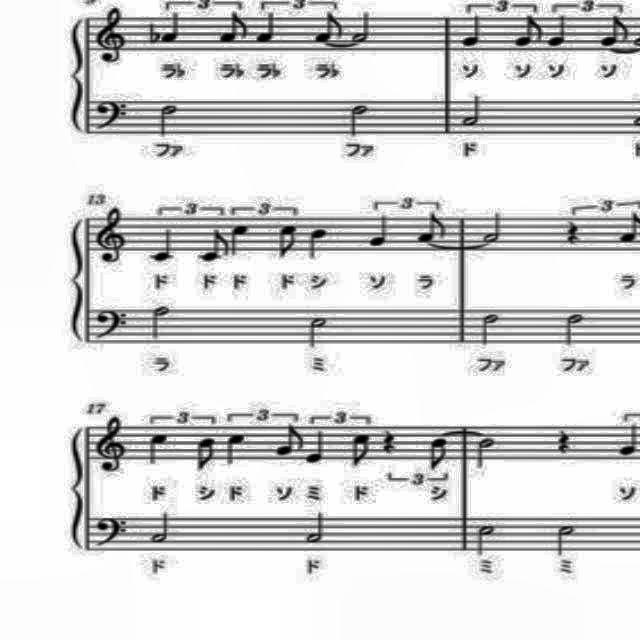 3 3 3 3
ラ♭ ラ♭ ラ♭ ラ♭ ソ ソ ソ ソ
ファ ファ ド
13 3 3 3 3
ド ド ド ド シ ソ ラ ラ
ラ ミ ファ ファ
17 3 3 3
ド シ ド ソ ミ ド シ ソ
3
ド ド ミ ミ